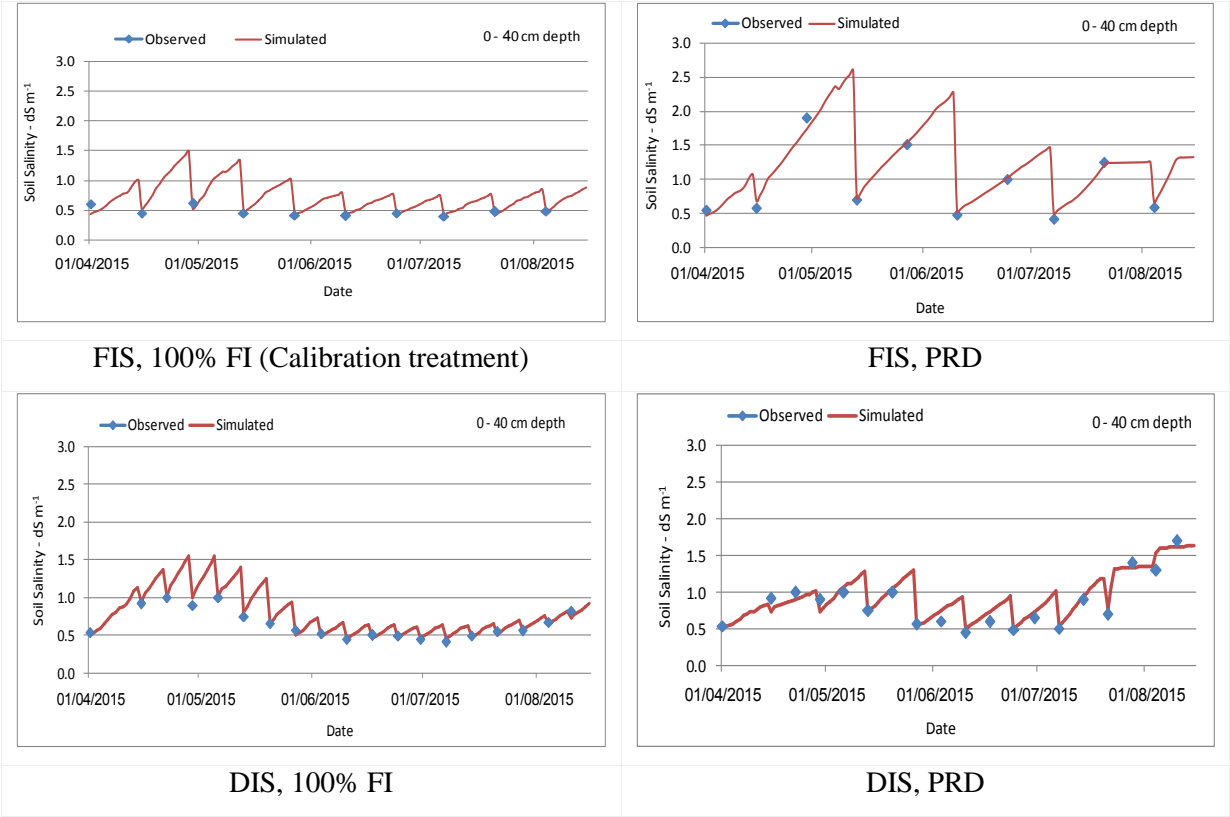 Observed Simulated 0 - 40 cm depth
3.0
2.5
2.0
1.5
1.0
0.5
0.0
Soil Salinity - dS m-1
01/04/2015 01/05/2015 01/06/2015 01/07/2015 01/08/2015
Date
Observed Simulated 0 - 40 cm depth
3.0
2.5
2.0
1.5
1.0
0.5
0.0
Soil Salinity - dS m-1
01/04/2015 01/05/2015 01/06/2015 01/07/2015 01/08/2015
Date
FIS, 100% FI (Calibration treatment)
FIS, PRD
Observed Simulated 0 - 40 cm depth
3.0
2.5
2.0
1.5
1.0
0.5
0.0
Soil Salinity - dS m-1
01/04/2015 01/05/2015 01/06/2015 01/07/2015 01/08/2015
Date
Observed Simulated 0 - 40 cm depth
3.0
2.5
2.0
1.5
1.0
0.5
0.0
Soil Salinity - dS m-1
01/04/2015 01/05/2015 01/06/2015 01/07/2015 01/08/2015
Date
DIS, 100% FI
DIS, PRD